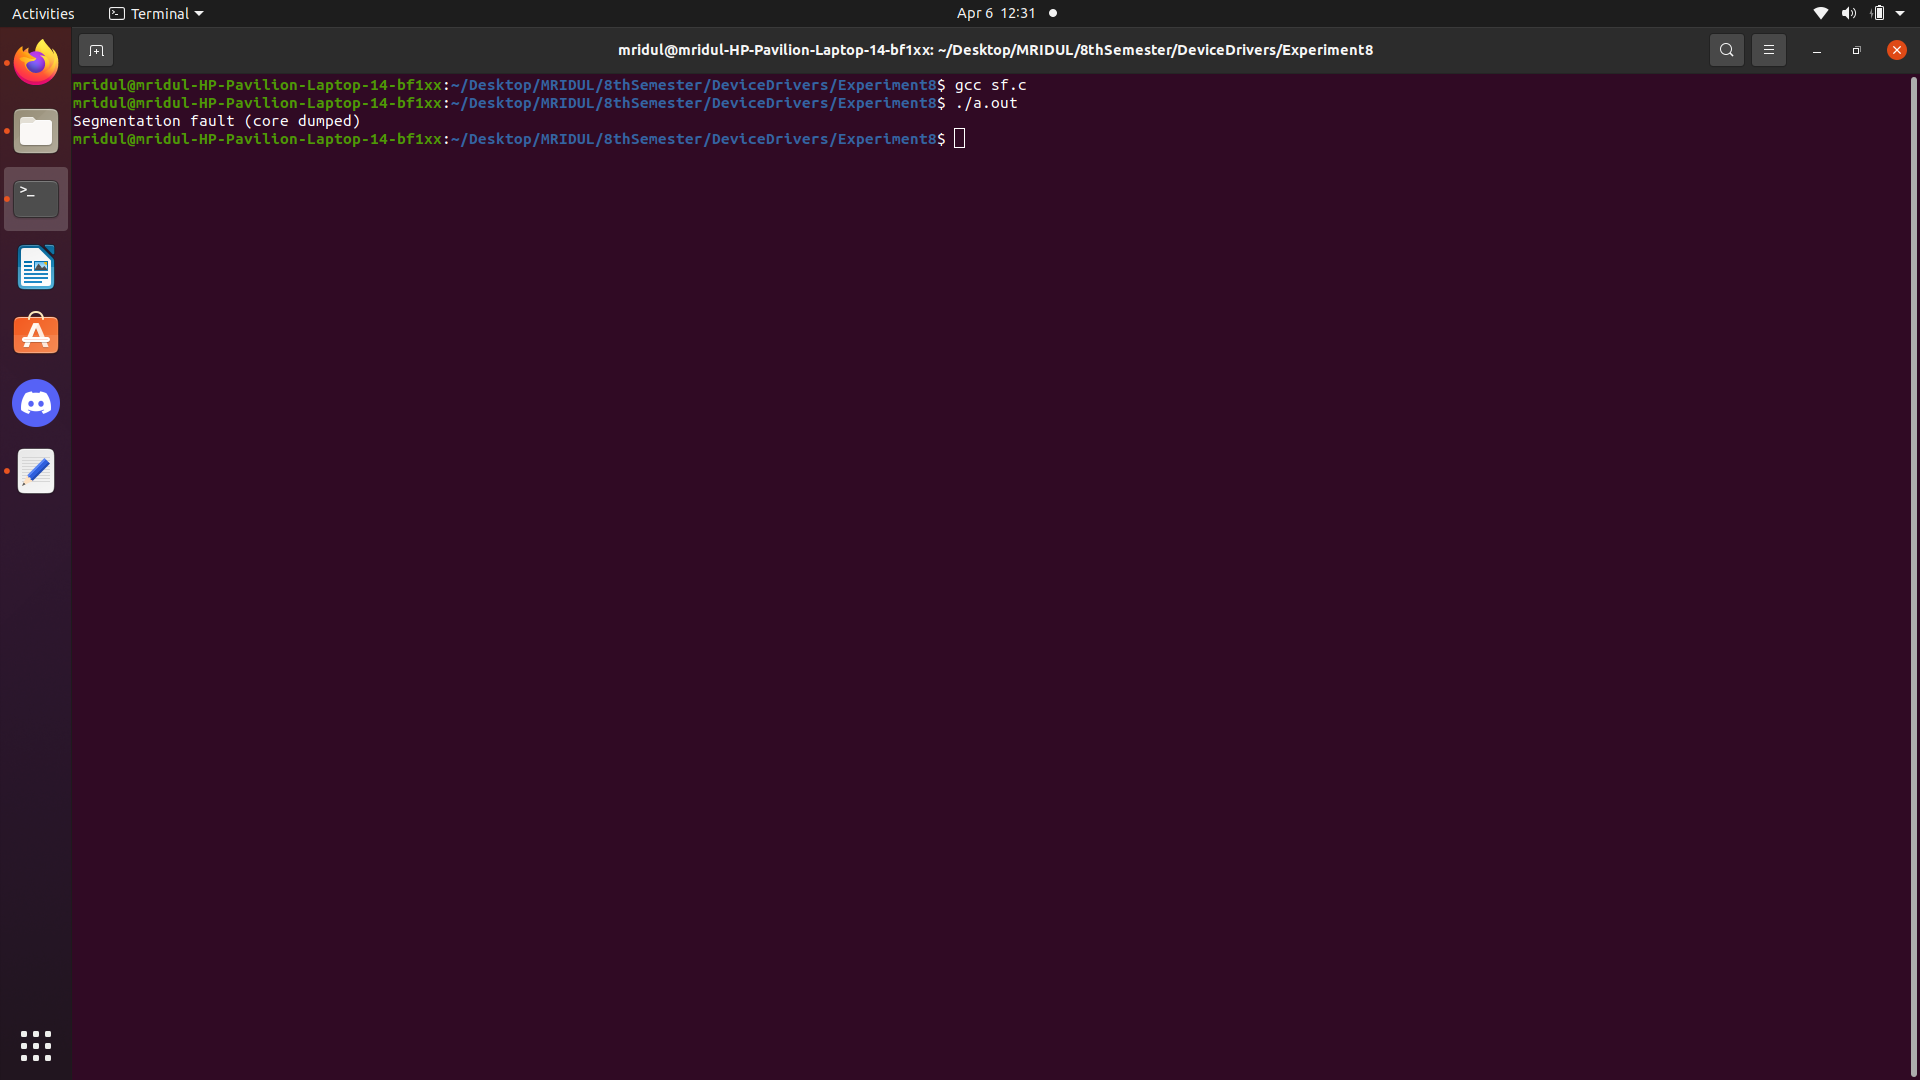 Activities Terminal Apr 6 12:31
mridul@mridul-HP-Pavilion-Laptop-14-bf1xx: ~/Desktop/MRIDUL/8thSemester/DeviceDrivers/Experiment8
mridul@mridul-HP-Pavilion-Laptop-14-bf1xx:~/Desktop/MRIDUL/8thSemester/DeviceDrivers/Experiment8$ gcc sf.c
mridul@mridul-HP-Pavilion-Laptop-14-bf1xx:~/Desktop/MRIDUL/8thSemester/DeviceDrivers/Experiment8$ ./a.out
Segmentation fault (core dumped)
mridul@mridul-HP-Pavilion-Laptop-14-bf1xx:~/Desktop/MRIDUL/8thSemester/DeviceDrivers/Experiment8$